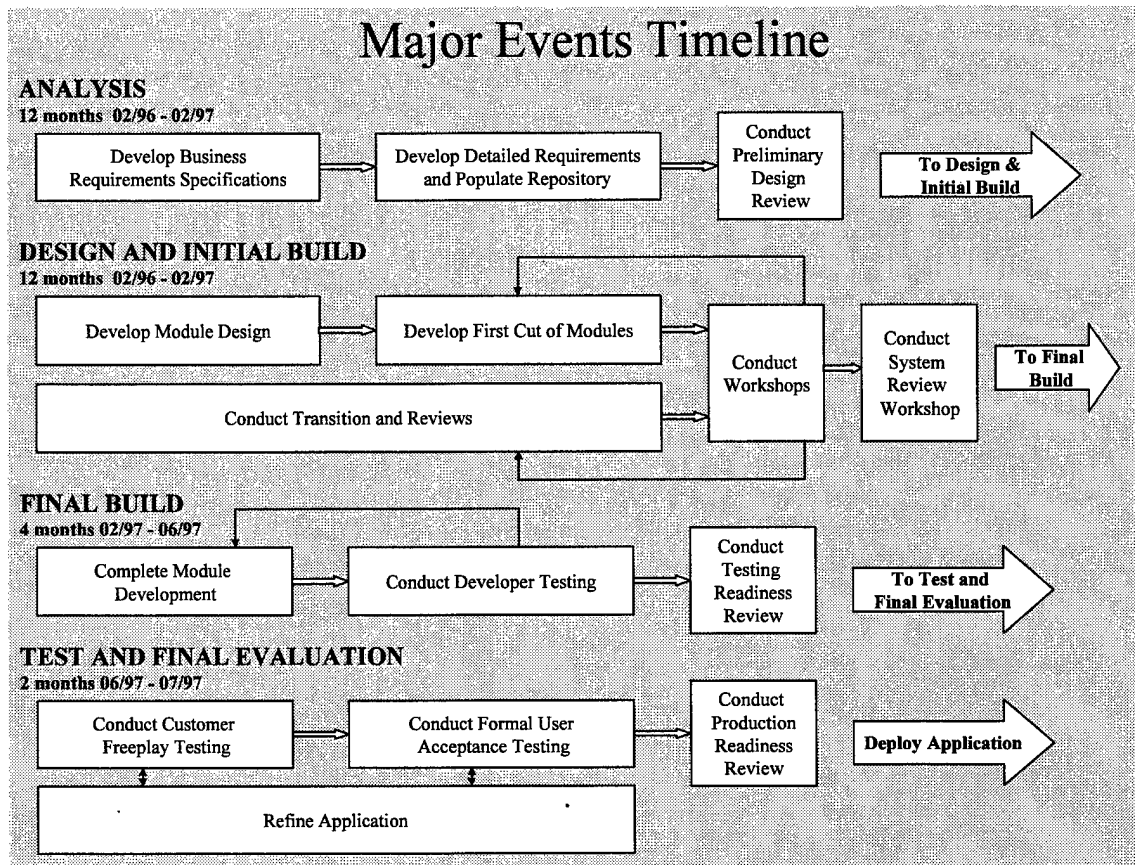 Major Events Timeline
ANALYSIS
12 months 02/96 - 02/97
Develop Business
Requirements Specifications
Develop Detailed Requirements
and Populate Repository
Conduct
Preliminary
Design
Review
To Design &
Initial Build
DESIGN AND INITIAL BUILD
12 months 02/96 - 02/97
Develop Module Design
Develop First Cut of Modules
Conduct Transition and Reviews
Conduct
Workshops
Conduct
System
Review
Workshop
To Final
Build
FINAL BUILD
4 months 02/97 - 06/97
Complete Module
Development
Conduct Developer Testing
Conduct
Testing
Readiness
Review
To Test and
Final Evaluation
TEST AND FINAL EVALUATION
2 months 06/97 - 07/97
Conduct Customer
Freeplay Testing
Conduct Formal User
Acceptance Testing
Conduct
Production
Readiness
Review
Deploy Application
Refine Application